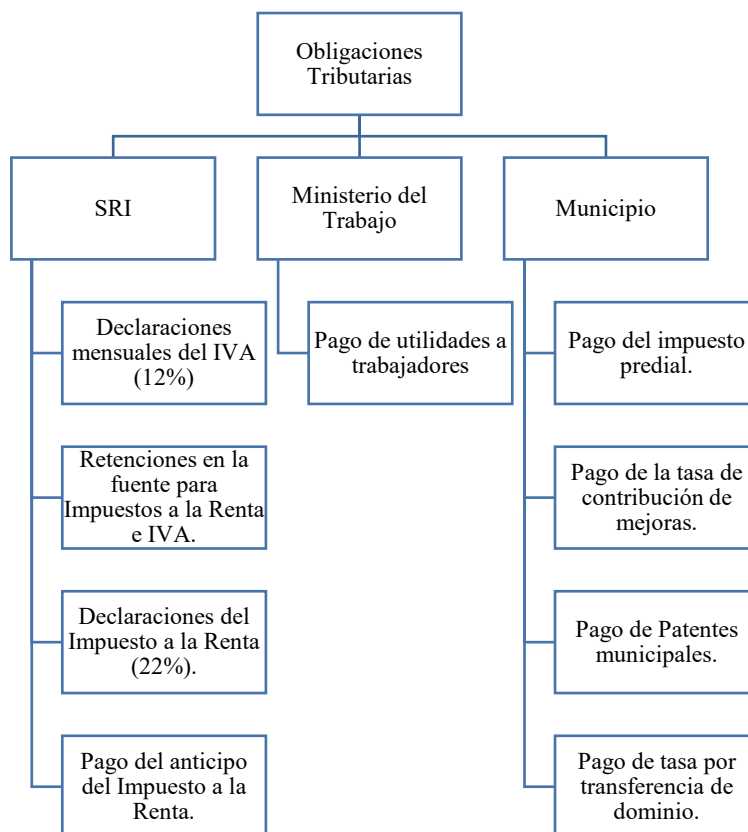 Obligaciones
Tributarias
SRI
Ministerio del
Trabajo
Municipio
Declaraciones
mensuales del IVA
(12%)
Retenciones en la
fuente para
Impuestos a la Renta
e IVA.
Declaraciones del
Impuesto a la Renta
(22%).
Pago del anticipo
del Impuesto a la
Renta.
Pago de utilidades a
trabajadores
Pago del impuesto
predial.
Pago de la tasa de
contribución de
mejoras.
Pago de Patentes
municipales.
Pago de tasa por
transferencia de
dominio.